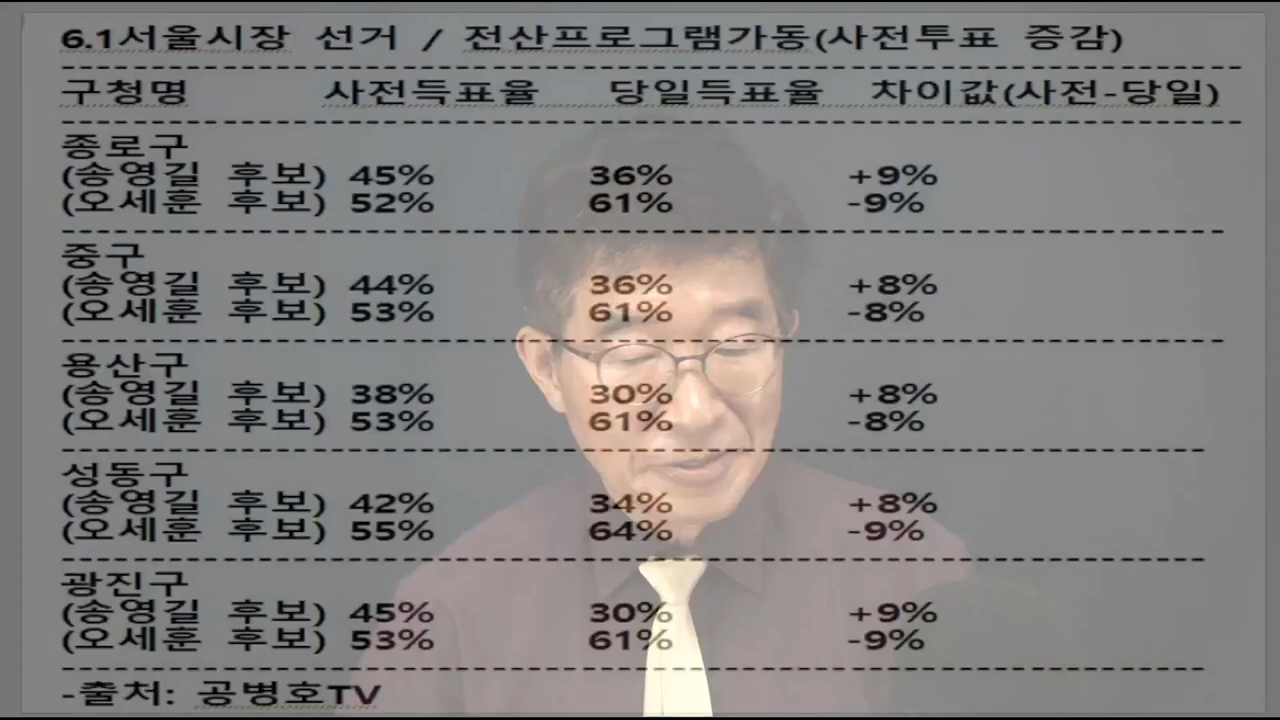 6.1서울시장 선거 / 전산프로그램가동(사전투표 증감)
구청명 사전득표율 당일득표율 차이값(사전-당일)
종로구
(송영길 후보) 45% 36% +9%
(오세훈 후보) 52% 61% -9%
중구
(송영길 후보) 44% 36% +8%
(오세훈 후보) 53% 61% -8%
용산구
(송영길 후보) 38% 30% +8%
(오세훈 후보) 53% 61% -8%
성동구
(송영길 후보) 42% 34% +8%
(오세훈 후보) 55% 64% -9%
광진구
(송영길 후보) 45% 30% +9%
(오세훈 후보) 53% 61% -9%
-출처: 공병호TV